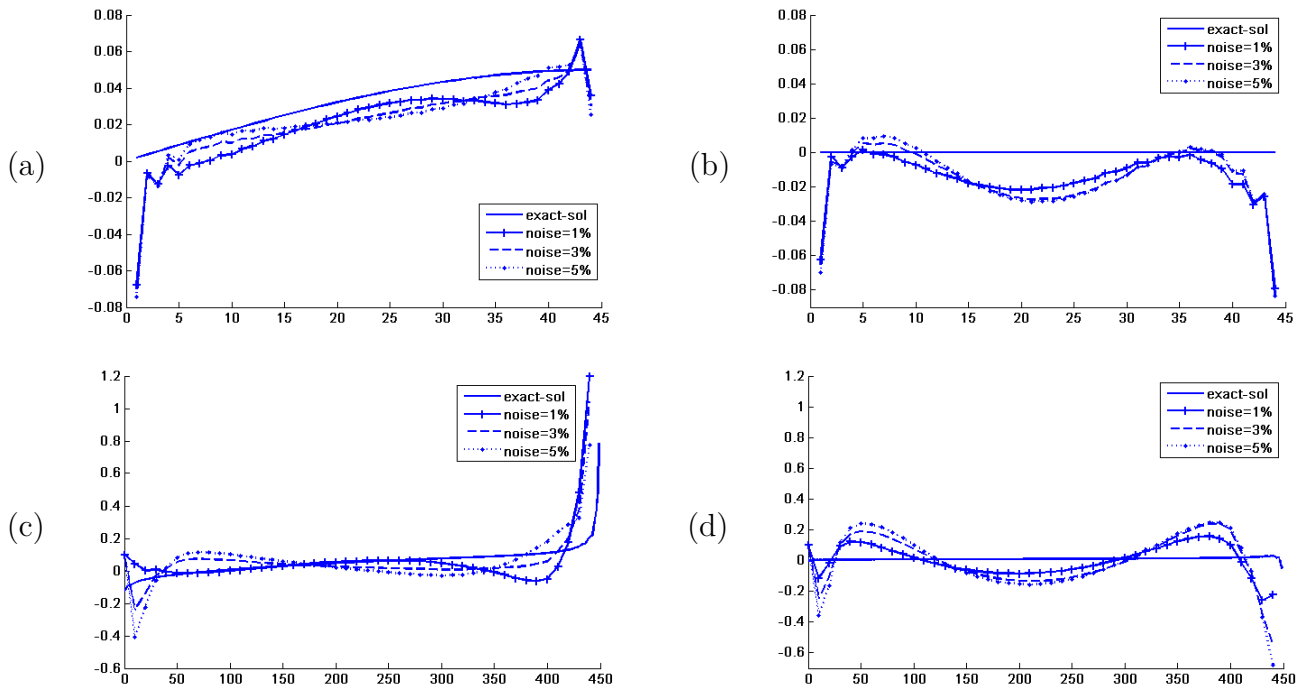 (a)
0.08
0.06
0.04
0.02
0
-0.02
-0.04
-0.06
-0.08
0 5 10 15 20 25 30 35 40 45
exact-sol
noise=1%
noise=3%
noise=5%
(b)
0.08
0.06
0.04
0.02
0
-0.02
-0.04
-0.06
-0.08
0 5 10 15 20 25 30 35 40 45
exact-sol
noise=1%
noise=3%
noise=5%
(c)
1.2
1
0.8
0.6
0.4
0.2
0
-0.2
-0.4
-0.6
0 50 100 150 200 250 300 350 400 450
exact-sol
noise=1%
noise=3%
noise=5%
(d)
1.2
1
0.8
0.6
0.4
0.2
0
-0.2
-0.4
-0.6
0 50 100 150 200 250 300 350 400 450
exact-sol
noise=1%
noise=3%
noise=5%